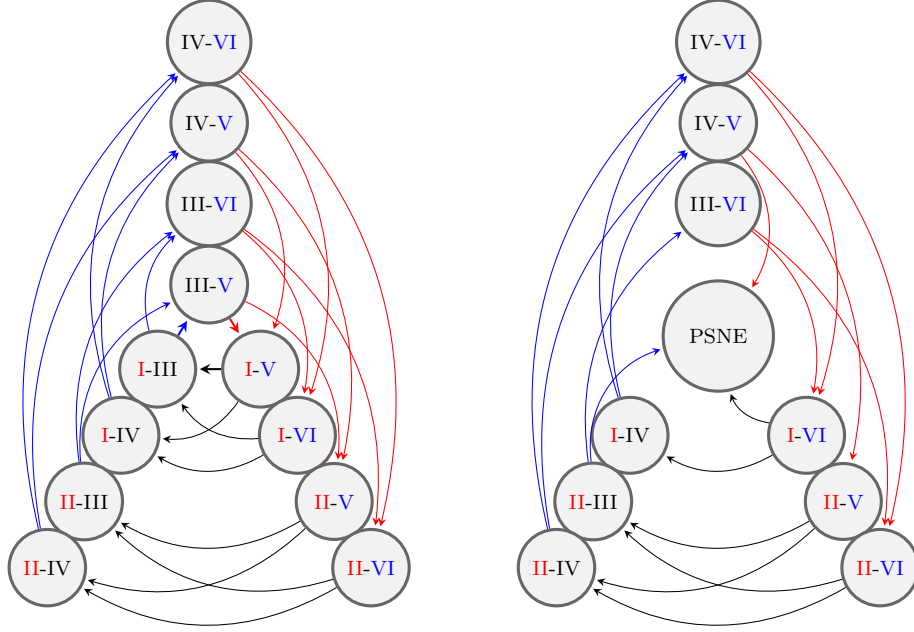 IV-VI
IV-V
III-VI
III-V
I-III
I-V
I-IV
I-VI
II-III
II-V
II-IV
II-VI
IV-VI
IV-V
III-VI
PSNE
I-IV
I-VI
II-III
II-V
II-IV
II-VI